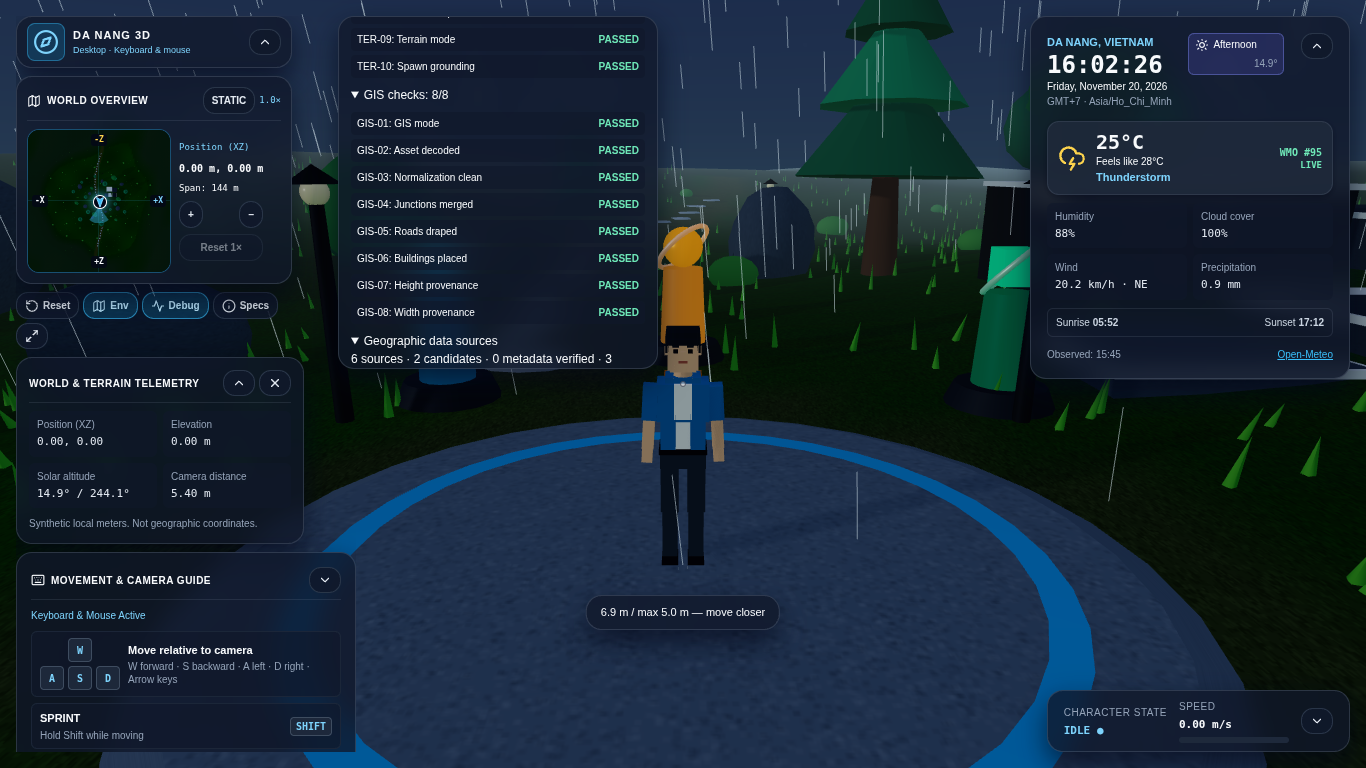 DA NANG 3D
Desktop · Keyboard & mouse
WORLD OVERVIEW
STATIC
1.0×
-Z
-X
+X
+Z
Position (XZ)
0.00 m, 0.00 m
Span: 144 m
+
−
Reset 1×
Reset
Env
Debug
Specs
WORLD & TERRAIN TELEMETRY
Position (XZ)
0.00, 0.00
Elevation
0.00 m
Solar altitude
14.9° / 244.1°
Camera distance
5.40 m
Synthetic local meters. Not geographic coordinates.
MOVEMENT & CAMERA GUIDE
Keyboard & Mouse Active
W
A S D
Move relative to camera
W forward · S backward · A left · D right ·
Arrow keys
SPRINT
Hold Shift while moving
SHIFT
TER-09: Terrain mode PASSED
TER-10: Spawn grounding PASSED
GIS checks: 8/8
GIS-01: GIS mode PASSED
GIS-02: Asset decoded PASSED
GIS-03: Normalization clean PASSED
GIS-04: Junctions merged PASSED
GIS-05: Roads draped PASSED
GIS-06: Buildings placed PASSED
GIS-07: Height provenance PASSED
GIS-08: Width provenance PASSED
Geographic data sources
6 sources · 2 candidates · 0 metadata verified · 3
6.9 m / max 5.0 m — move closer
DA NANG, VIETNAM
16:02:26
Friday, November 20, 2026
GMT+7 · Asia/Ho_Chi_Minh
Afternoon
14.9°
25°C
Feels like 28°C
Thunderstorm
WMO #95
LIVE
Humidity
88%
Cloud cover
100%
Wind
20.2 km/h · NE
Precipitation
0.9 mm
Sunrise 05:52
Sunset 17:12
Observed: 15:45
Open-Meteo
CHARACTER STATE
IDLE
SPEED
0.00 m/s